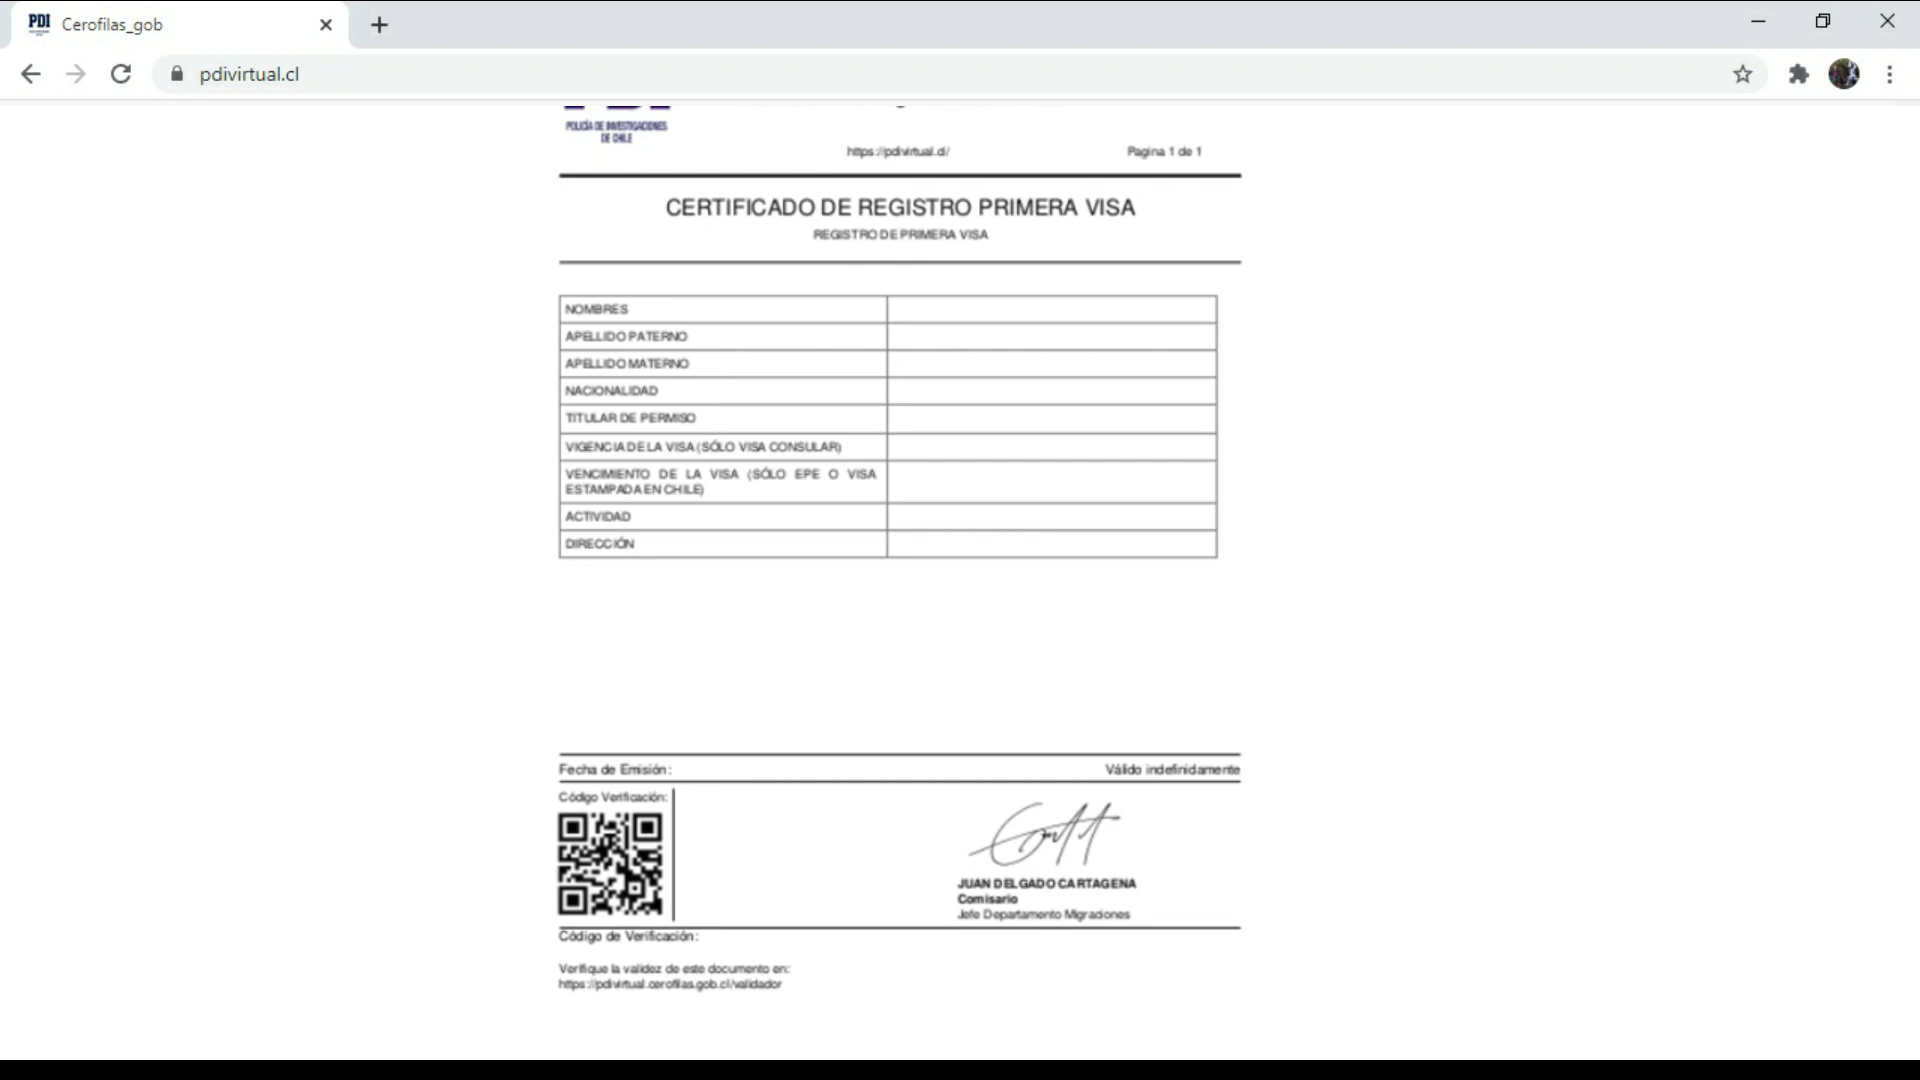 PDI Cerofilas_gob
pdivirtual.cl
POLICÍA DE INVESTIGACIONES
DE CHILE
https://pdivirtual.cl/ Pagina 1 de 1
CERTIFICADO DE REGISTRO PRIMERA VISA
REGISTRO DE PRIMERA VISA
NOMBRES
APELLIDO PATERNO
APELLIDO MATERNO
NACIONALIDAD
TITULAR DE PERMISO
VIGENCIA DE LA VISA (SÓLO VISA CONSULAR)
VENCIMIENTO DE LA VISA (SÓLO EPE O VISA
ESTAMPADA EN CHILE)
ACTIVIDAD
DIRECCIÓN
Fecha de Emisión: Válido indefinidamente
Código Verificación:
JUAN DELGADO CARTAGENA
Comisario
Jefe Departamento Migraciones
Código de Verificación:
Verifique la validez de este documento en:
https://pdivirtual.cerofilas.gob.cl/validador